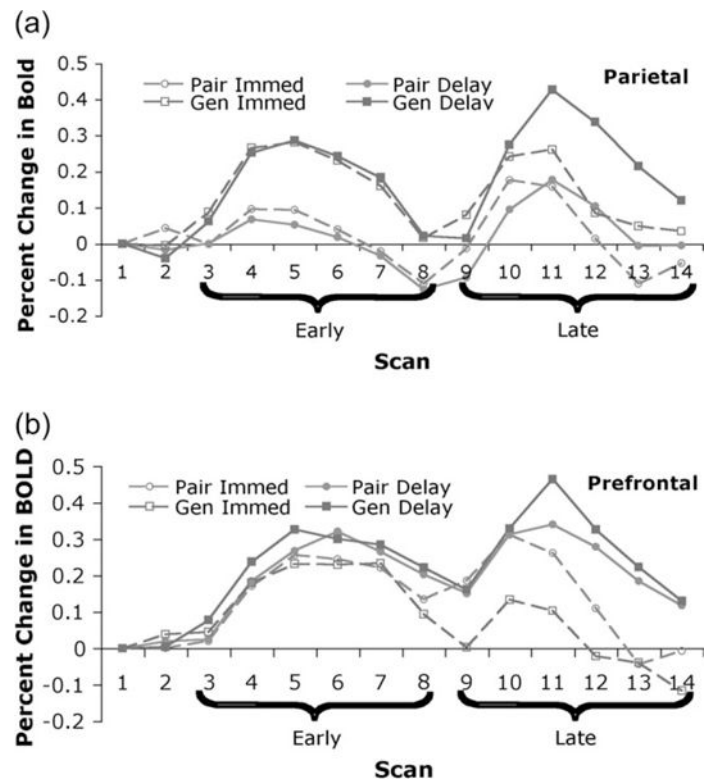 (a)
Percent Change in Bold
0.5
0.4
0.3
0.2
0.1
0
-0.1
-0.2
Pair Immed
Pair Delay
Gen Immed
Gen Delav
Parietal
1 2 3 4 5 6 7 8 9 10 11 12 13 14
Early
Late
Scan
(b)
Percent Change in BOLD
0.5
0.4
0.3
0.2
0.1
0
-0.1
-0.2
Pair Immed
Pair Delay
Gen Immed
Gen Delay
Prefrontal
1 2 3 4 5 6 7 8 9 10 11 12 13 14
Early
Late
Scan